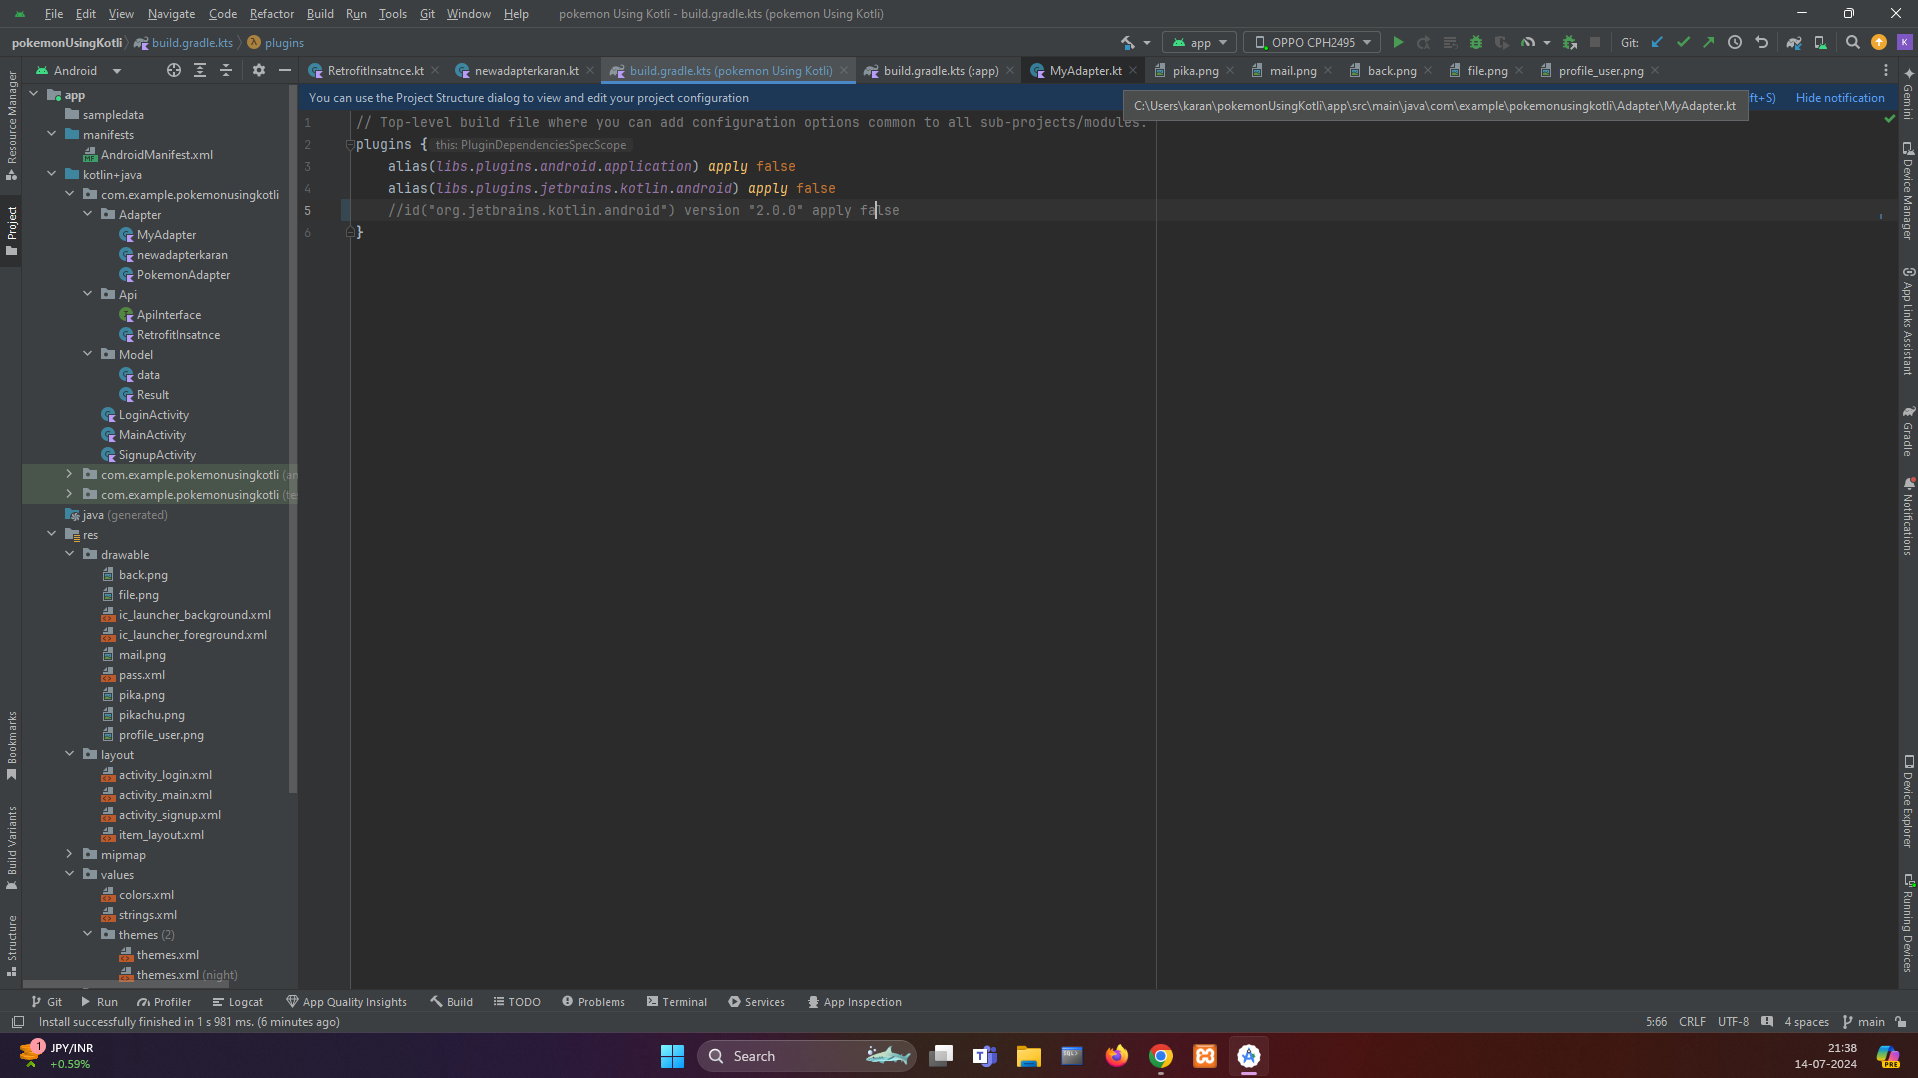 File Edit View Navigate Code Refactor Build Run Tools Git Window Help pokemon Using Kotli - build.gradle.kts (pokemon Using Kotli)
pokemonUsingKotli build.gradle.kts plugins app OPPO CPH2495 Git: K
Android RetrofitInsatnce.kt newadapterkaran.kt build.gradle.kts (pokemon Using Kotli) build.gradle.kts (:app) MyAdapter.kt pika.png mail.png back.png file.png profile_user.png
You can use the Project Structure dialog to view and edit your project configuration ft+S) Hide notification
C:\Users\karan\pokemonUsingKotli\app\src\main\java\com\example\pokemonusingkotli\Adapter\MyAdapter.kt
1 // Top-level build file where you can add configuration options common to all sub-projects/modules.
2 plugins { this: PluginDependenciesSpecScope
3 alias(libs.plugins.android.application) apply false
4 alias(libs.plugins.jetbrains.kotlin.android) apply false
5 //id("org.jetbrains.kotlin.android") version "2.0.0" apply false
6 }
app
sampledata
manifests
AndroidManifest.xml
kotlin+java
com.example.pokemonusingkotli
Adapter
MyAdapter
newadapterkaran
PokemonAdapter
Api
ApiInterface
RetrofitInsatnce
Model
data
Result
LoginActivity
MainActivity
SignupActivity
com.example.pokemonusingkotli (an
com.example.pokemonusingkotli (te
java (generated)
res
drawable
back.png
file.png
ic_launcher_background.xml
ic_launcher_foreground.xml
mail.png
pass.xml
pika.png
pikachu.png
profile_user.png
layout
activity_login.xml
activity_main.xml
activity_signup.xml
item_layout.xml
mipmap
values
colors.xml
strings.xml
themes (2)
themes.xml
themes.xml (night)
Resource Manager
Project
Bookmarks
Build Variants
Structure
Gemini
Device Manager
App Links Assistant
Gradle
Notifications
Device Explorer
Running Devices
Git Run Profiler Logcat App Quality Insights Build TODO Problems Terminal Services App Inspection
Install successfully finished in 1 s 981 ms. (6 minutes ago) 5:66 CRLF UTF-8 4 spaces main
1 JPY/INR
+0.59%
Search
21:38
14-07-2024
PRE